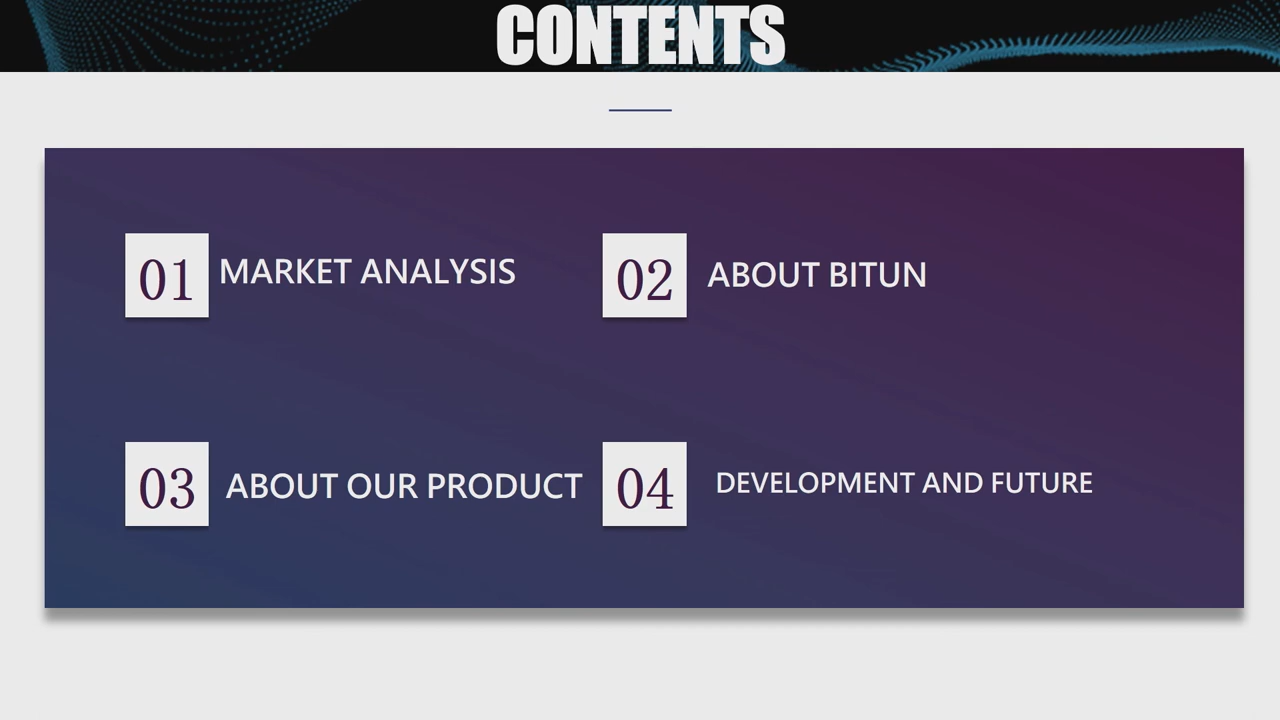 CONTENTS
01 MARKET ANALYSIS
02 ABOUT BITUN
03 ABOUT OUR PRODUCT
04 DEVELOPMENT AND FUTURE